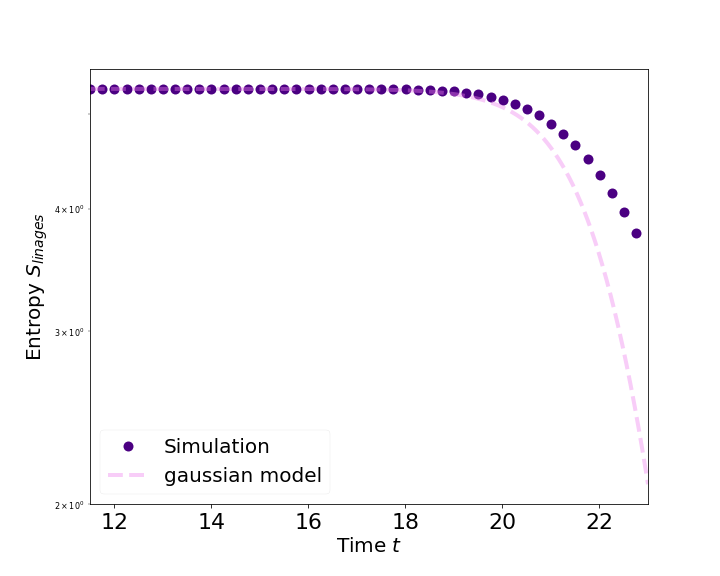 4 × 10⁰
3 × 10⁰
2 × 10⁰
Entropy S_linages
Simulation
gaussian model
12 14 16 18 20 22
Time t